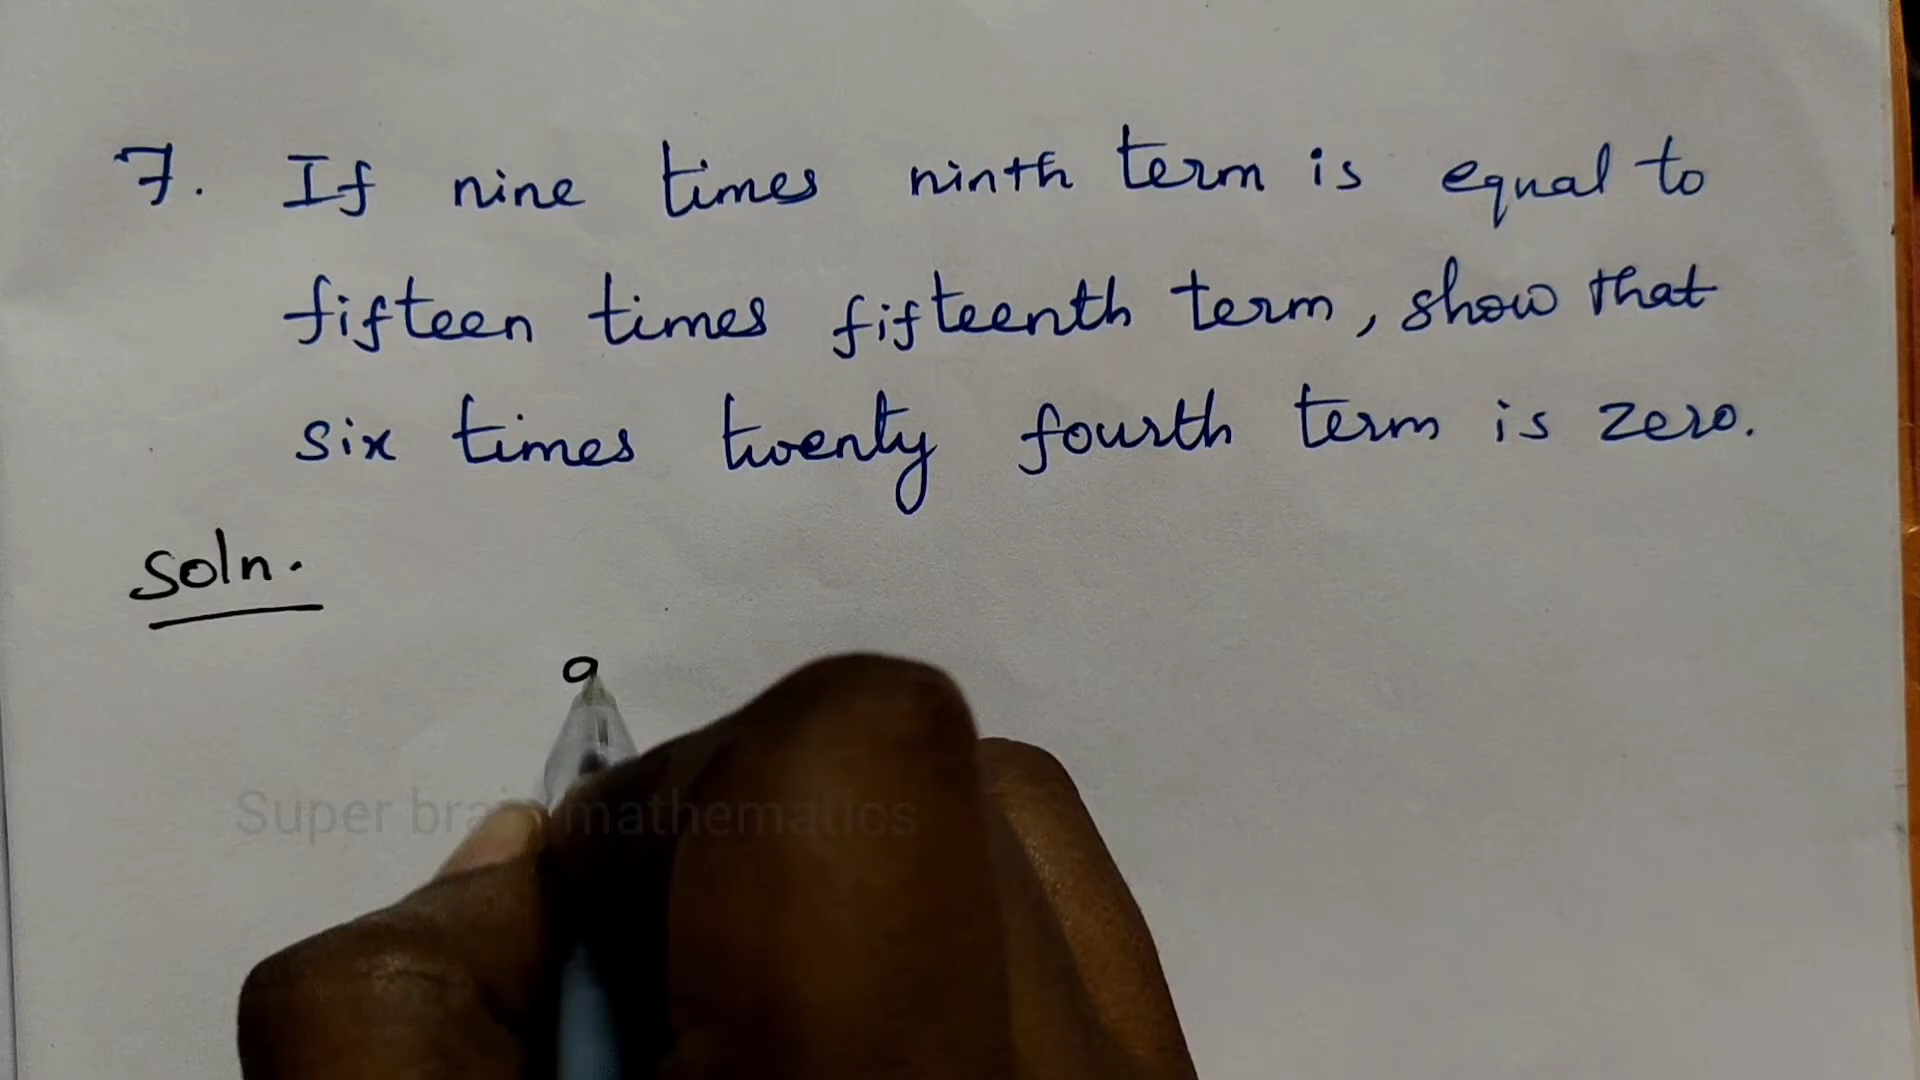 7. If nine times ninth term is equal to
fifteen times fifteenth term, show that
six times twenty fourth term is zero.
Soln.
a
Super brain mathematics